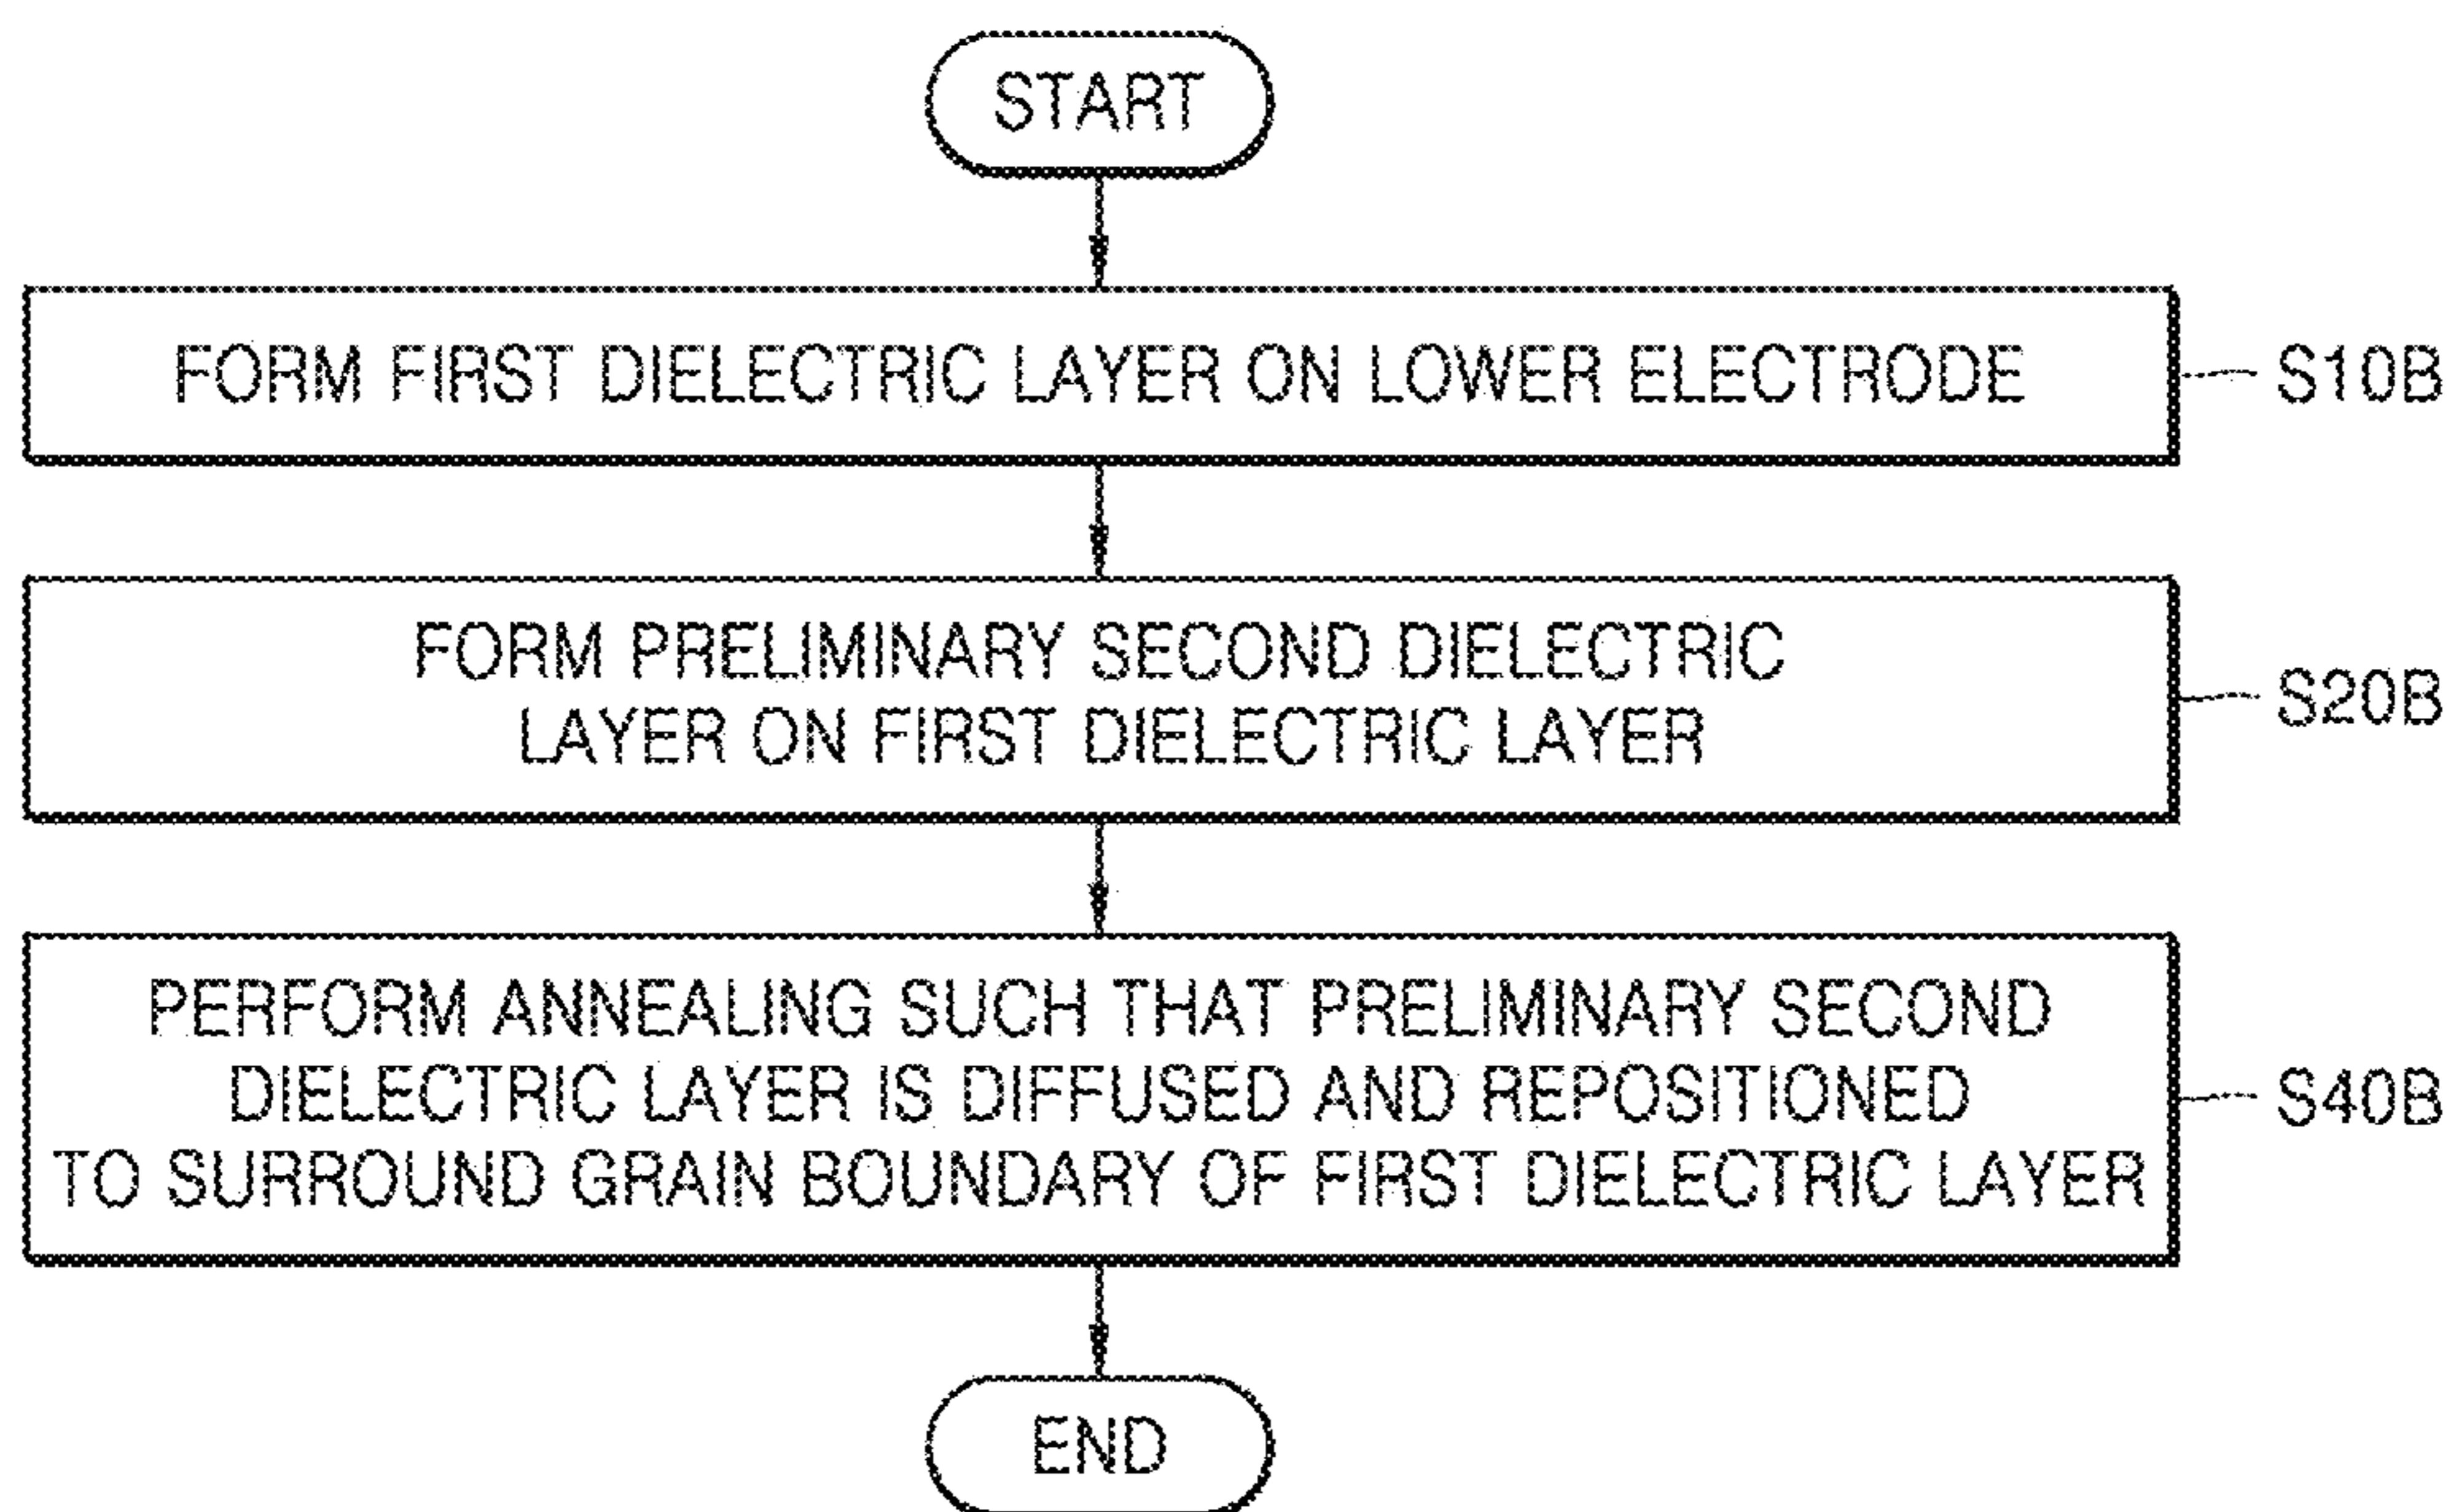 START
FORM FIRST DIELECTRIC LAYER ON LOWER ELECTRODE
S10B
FORM PRELIMINARY SECOND DIELECTRIC
LAYER ON FIRST DIELECTRIC LAYER
S20B
PERFORM ANNEALING SUCH THAT PRELIMINARY SECOND
DIELECTRIC LAYER IS DIFFUSED AND REPOSITIONED
TO SURROUND GRAIN BOUNDARY OF FIRST DIELECTRIC LAYER
S40B
END